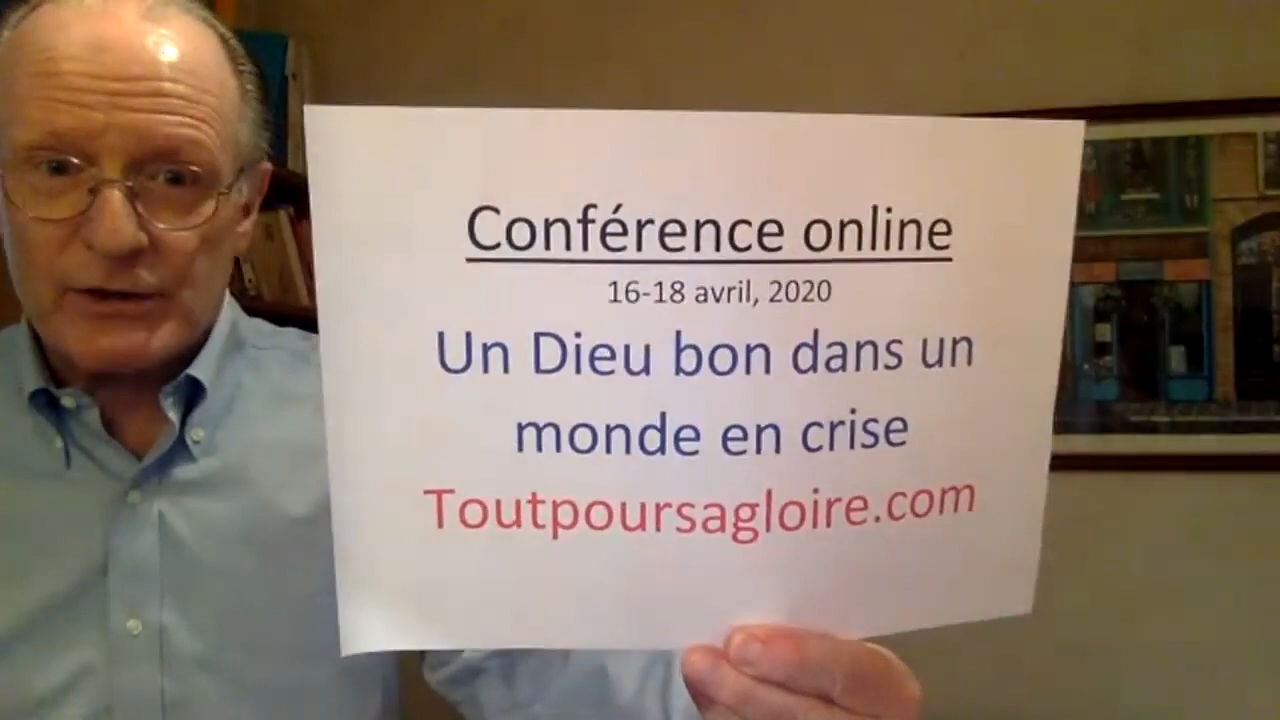 Conférence online
16-18 avril, 2020
Un Dieu bon dans un
monde en crise
Toutpoursagloire.com